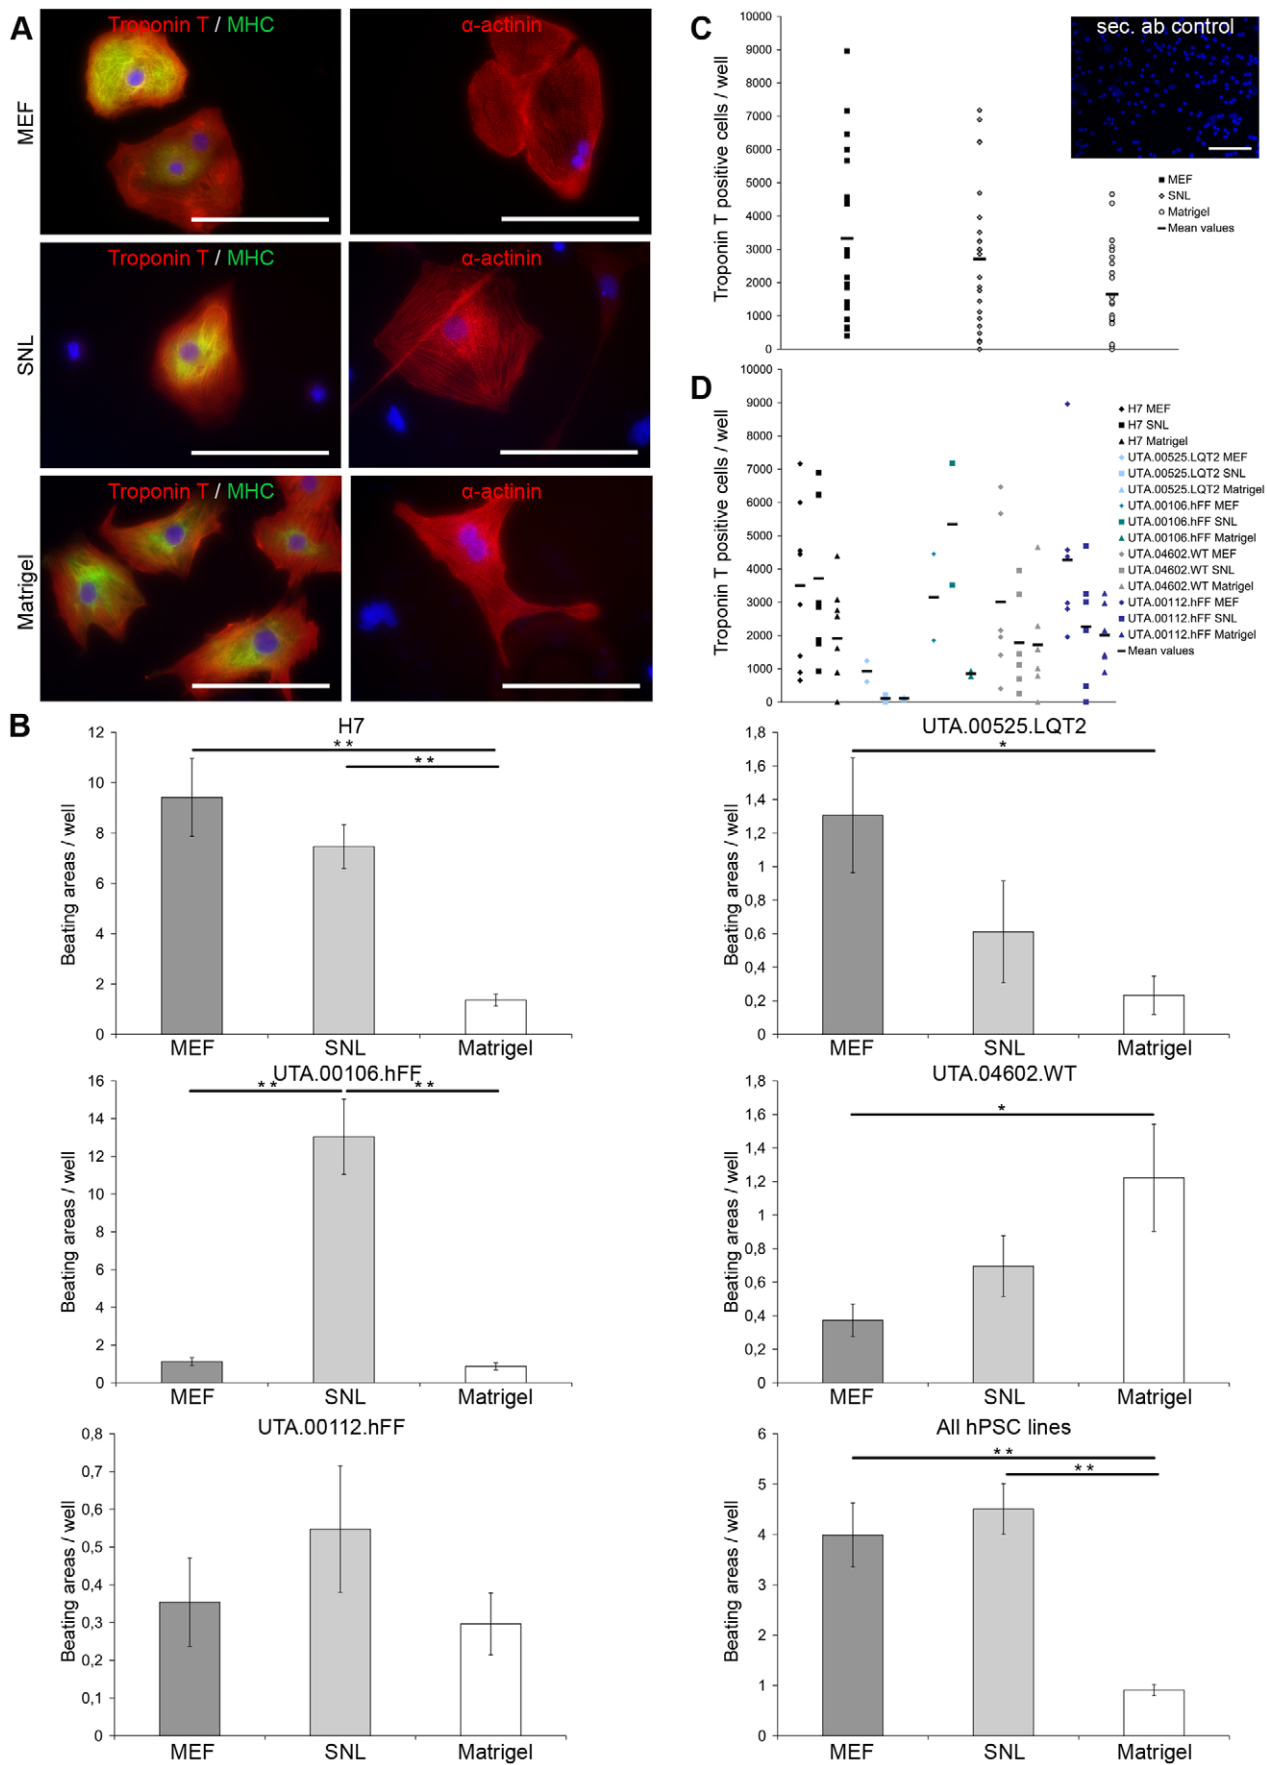 A
Troponin T / MHC
α-actinin
MEF
Troponin T / MHC
α-actinin
SNL
Troponin T / MHC
α-actinin
Matrigel
C
10000
9000
8000
7000
6000
5000
4000
3000
2000
1000
0
Troponin T positive cells / well
sec. ab control
MEF
SNL
Matrigel
Mean values
D
10000
9000
8000
7000
6000
5000
4000
3000
2000
1000
0
Troponin T positive cells / well
H7 MEF
H7 SNL
H7 Matrigel
UTA.00525.LQT2 MEF
UTA.00525.LQT2 SNL
UTA.00525.LQT2 Matrigel
UTA.00106.hFF MEF
UTA.00106.hFF SNL
UTA.00106.hFF Matrigel
UTA.04602.WT MEF
UTA.04602.WT SNL
UTA.04602.WT Matrigel
UTA.00112.hFF MEF
UTA.00112.hFF SNL
UTA.00112.hFF Matrigel
Mean values
B
H7
12
10
8
6
4
2
0
Beating areas / well
* *
* *
MEF SNL Matrigel
UTA.00525.LQT2
1,8
1,6
1,4
1,2
1
0,8
0,6
0,4
0,2
0
Beating areas / well
*
MEF SNL Matrigel
UTA.00106.hFF
16
14
12
10
8
6
4
2
0
Beating areas / well
* * * *
MEF SNL Matrigel
UTA.04602.WT
1,8
1,6
1,4
1,2
1
0,8
0,6
0,4
0,2
0
Beating areas / well
*
MEF SNL Matrigel
UTA.00112.hFF
0,8
0,7
0,6
0,5
0,4
0,3
0,2
0,1
0
Beating areas / well
MEF SNL Matrigel
All hPSC lines
6
5
4
3
2
1
0
Beating areas / well
* *
* *
MEF SNL Matrigel